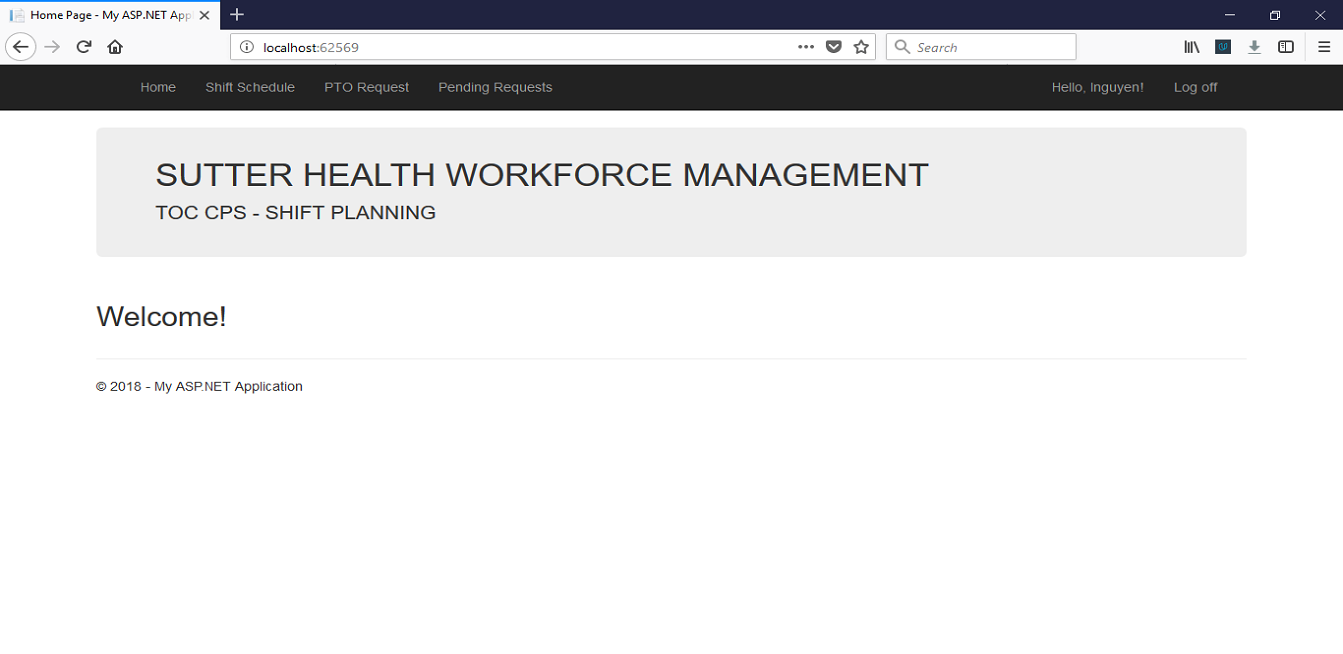 Home Page - My ASP.NET App
localhost:62569
Search
Home Shift Schedule PTO Request Pending Requests Hello, lnguyen! Log off
SUTTER HEALTH WORKFORCE MANAGEMENT
TOC CPS - SHIFT PLANNING
Welcome!
© 2018 - My ASP.NET Application